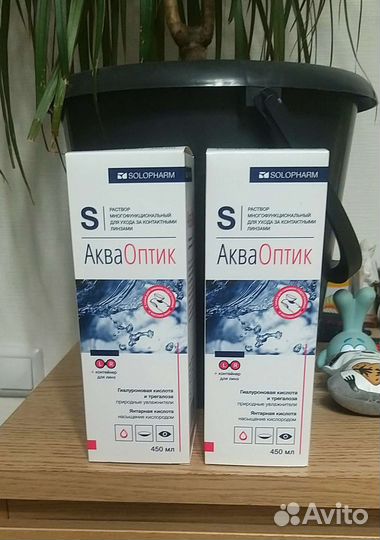 SOLOPHARM
S
РАСТВОР
МНОГОФУНКЦИОНАЛЬНЫЙ
ДЛЯ УХОДА ЗА КОНТАКТНЫМИ
ЛИНЗАМИ
АкваОптик
L R
+ контейнер
для линз
Гиалуроновая кислота
и трегалоза
природные увлажнители
Янтарная кислота
насыщения кислородом
450 мл
SOLOPHARM
S
РАСТВОР
МНОГОФУНКЦИОНАЛЬНЫЙ
ДЛЯ УХОДА ЗА КОНТАКТНЫМИ
ЛИНЗАМИ
АкваОптик
L R
+ контейнер
для линз
Гиалуроновая кислота
и трегалоза
природные увлажнители
Янтарная кислота
насыщения кислородом
450 мл
Avito